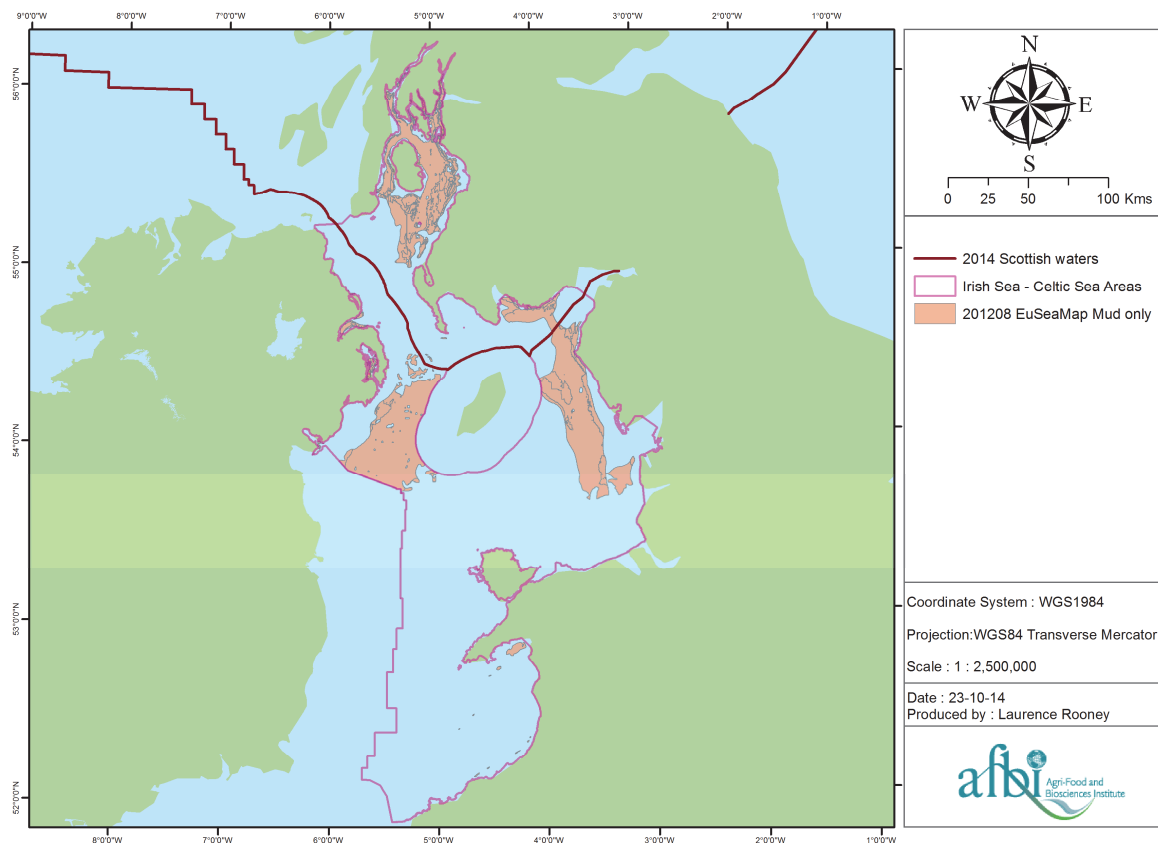 9°0'0"W 8°0'0"W 7°0'0"W 6°0'0"W 5°0'0"W 4°0'0"W 3°0'0"W 2°0'0"W 1°0'0"W
56°0'0"N
55°0'0"N
54°0'0"N
53°0'0"N
52°0'0"N
8°0'0"W 7°0'0"W 6°0'0"W 5°0'0"W 4°0'0"W 3°0'0"W 2°0'0"W 1°0'0"W
N
W E
S
0 25 50 100 Kms
2014 Scottish waters
Irish Sea - Celtic Sea Areas
201208 EuSeaMap Mud only
Coordinate System : WGS1984
Projection:WGS84 Transverse Mercator
Scale : 1 : 2,500,000
Date : 23-10-14
Produced by : Laurence Rooney
afbi
Agri-Food and
Biosciences Institute